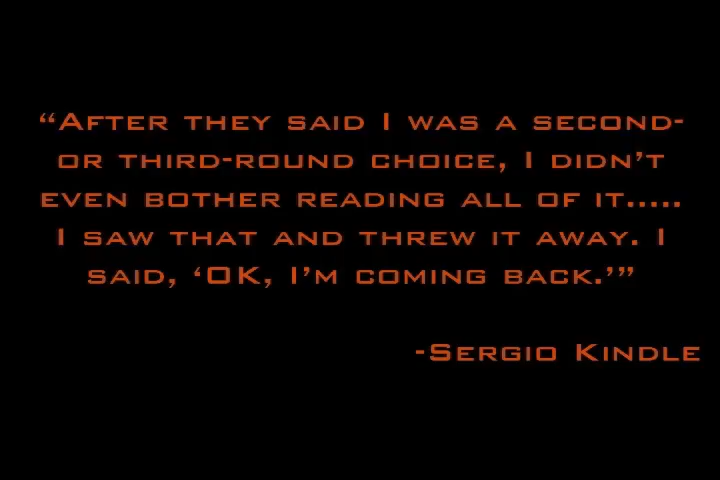 “After they said I was a second-
or third-round choice, I didn’t
even bother reading all of it.....
I saw that and threw it away. I
said, ‘OK, I’m coming back.’”
-Sergio Kindle